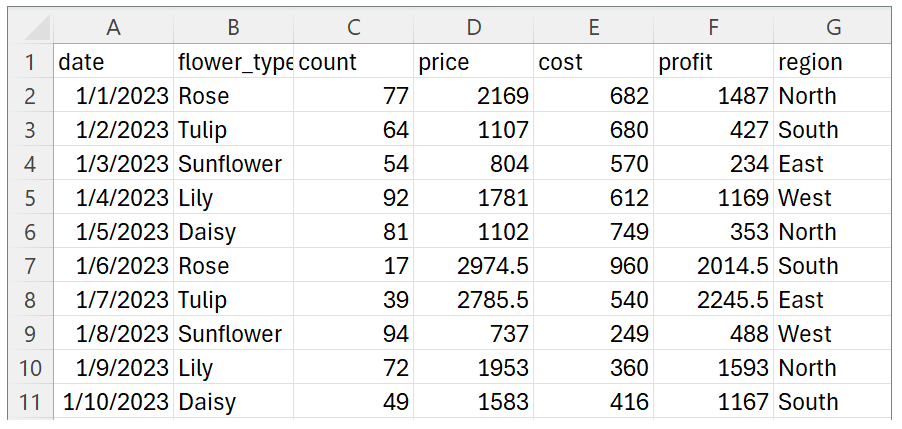 A B C D E F G
1 date flower_type count price cost profit region
2 1/1/2023 Rose 77 2169 682 1487 North
3 1/2/2023 Tulip 64 1107 680 427 South
4 1/3/2023 Sunflower 54 804 570 234 East
5 1/4/2023 Lily 92 1781 612 1169 West
6 1/5/2023 Daisy 81 1102 749 353 North
7 1/6/2023 Rose 17 2974.5 960 2014.5 South
8 1/7/2023 Tulip 39 2785.5 540 2245.5 East
9 1/8/2023 Sunflower 94 737 249 488 West
10 1/9/2023 Lily 72 1953 360 1593 North
11 1/10/2023 Daisy 49 1583 416 1167 South